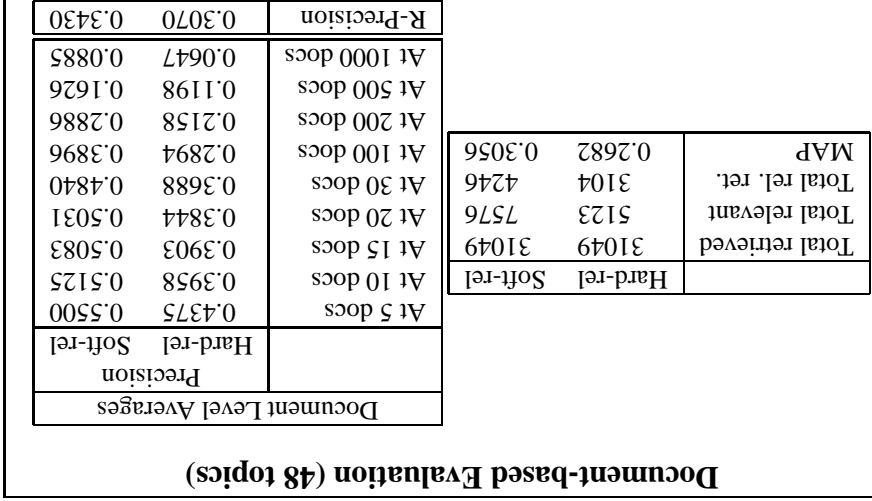 Document-based Evaluation (48 topics)
Hard-rel Soft-rel
Total retrieved 31049 31049
Total relevant 5123 7576
Total rel. ret. 3104 4246
MAP 0.2682 0.3056
Document Level Averages
Precision
Hard-rel Soft-rel
At 5 docs 0.4375 0.5500
At 10 docs 0.3958 0.5125
At 15 docs 0.3903 0.5083
At 20 docs 0.3844 0.5031
At 30 docs 0.3688 0.4840
At 100 docs 0.2894 0.3896
At 200 docs 0.2158 0.2886
At 500 docs 0.1198 0.1626
At 1000 docs 0.0647 0.0885
R-Precision 0.3070 0.3430